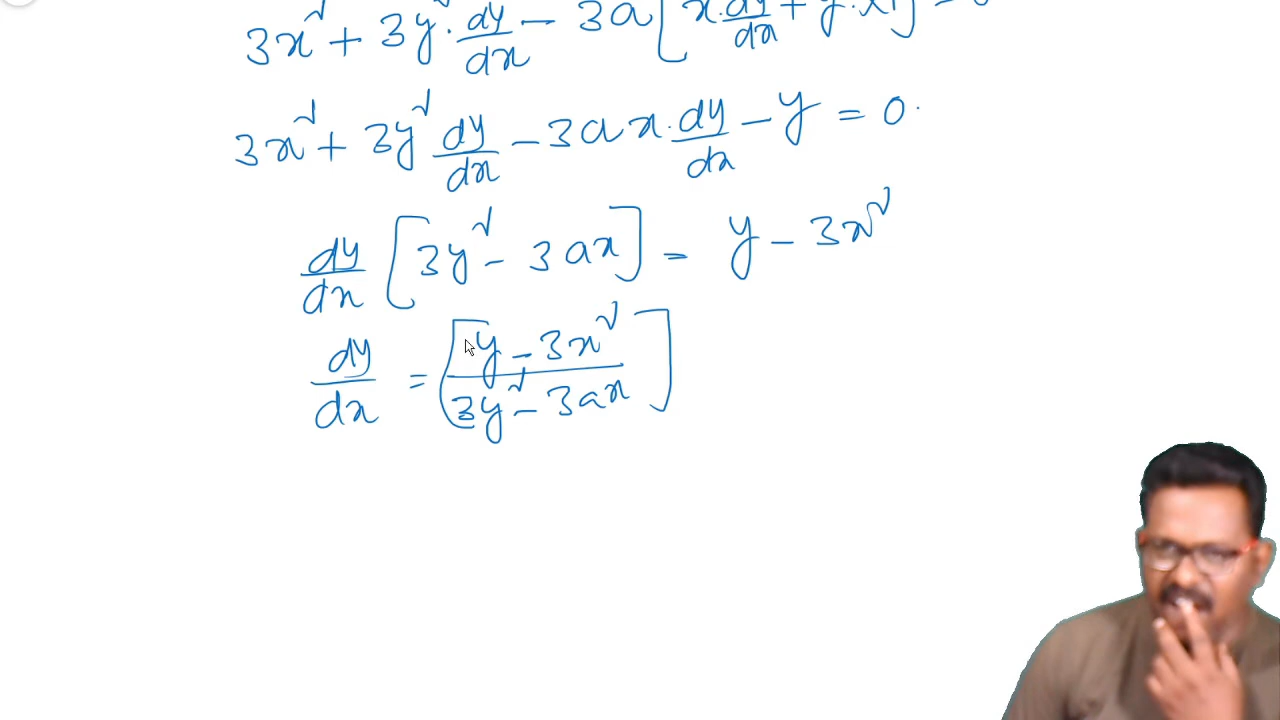 3x² + 3y². dy/dx - 3a [x. dy/dx + y. x1] = 0
3x² + 3y² dy/dx - 3ax. dy/dx - y = 0.
dy/dx [3y² - 3ax] = y - 3x²
dy/dx = [y - 3x² / 3y² - 3ax]